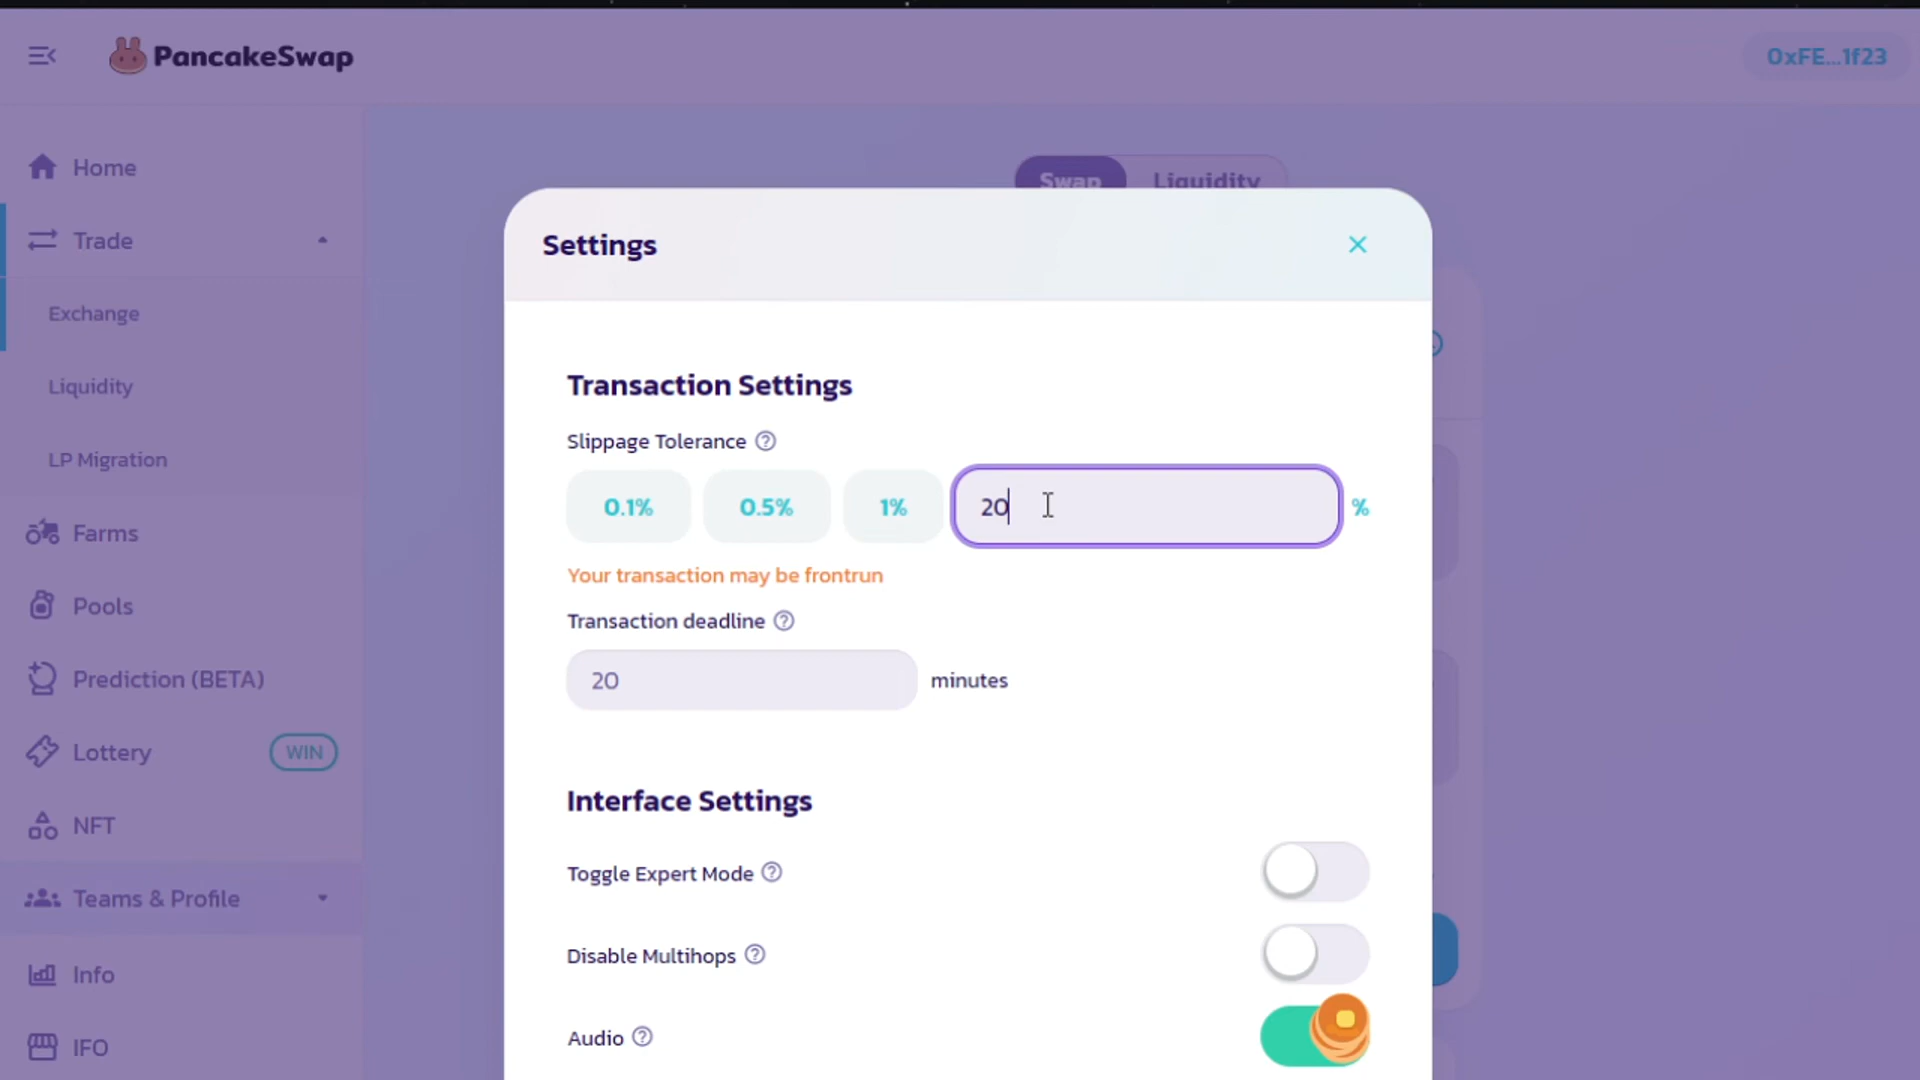 PancakeSwap
0xFE...1f23
Home
Trade
Exchange
Liquidity
LP Migration
Farms
Pools
Prediction (BETA)
Lottery
WIN
NFT
Teams & Profile
Info
IFO
Swap
Liquidity
Settings
Transaction Settings
Slippage Tolerance
0.1%
0.5%
1%
20
%
Your transaction may be frontrun
Transaction deadline
20
minutes
Interface Settings
Toggle Expert Mode
Disable Multihops
Audio